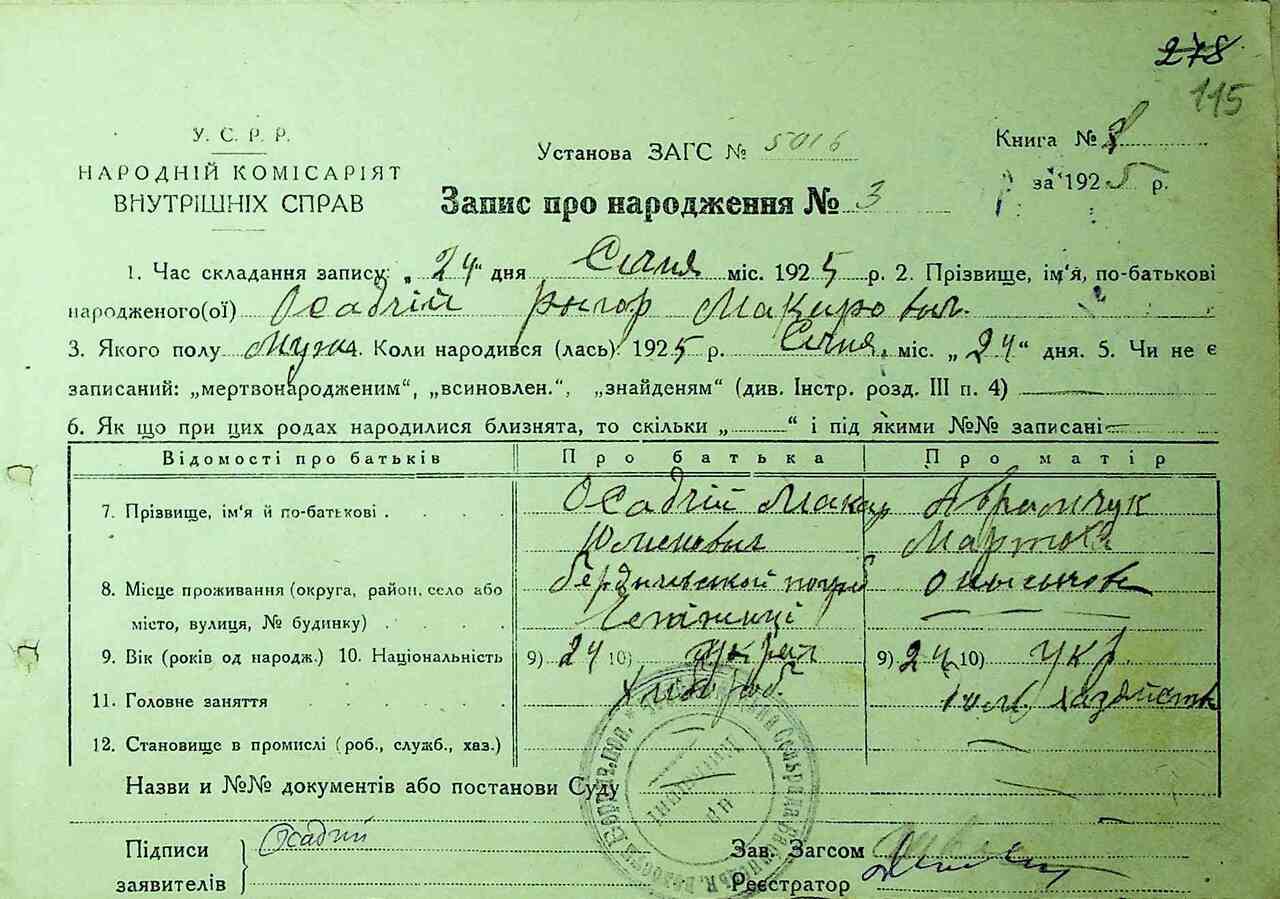 278
115
У. С. Р. Р.
НАРОДНІЙ КОМІСАРІЯТ
ВНУТРІШНІХ СПРАВ
Установа ЗАГС № 5016
Книга №
за 1925 р.
Запис про народження № 3
1. Час складання запису: „24“ дня Січня міс. 1925 р. 2. Прізвище, ім‘я, по-батькові
народженого(ої) Осадчій Рыгор Макарович
3. Якого полу Муж 4. Коли народився (лась) 1925 р. Січня, міс. „24“ дня. 5. Чи не є
записаний: „мертвонародженим“, „всиновлен.“, „знайденям“ (див. Інстр. розд. III п. 4)
6. Як що при цих родах народилися близнята, то скільки „ “ і під якими №№ записані
Відомості про батьків Про батька Про матір
7. Прізвище, ім‘я й по-батькові Осадчій Макар Аврамчук
8. Місце проживання (округа, район, село або
місто, вулиця, № будинку)
9. Вік (років од народж.) 10. Національність 9) 24 10) Украі 9) 24 10) Укр.
11. Головне заняття
12. Становище в промислі (роб., служб., хаз.)
Назви и №№ документів або постанови Суду
Підписи
заявителів
Осадчій
Зав. Загсом
Реєстратор